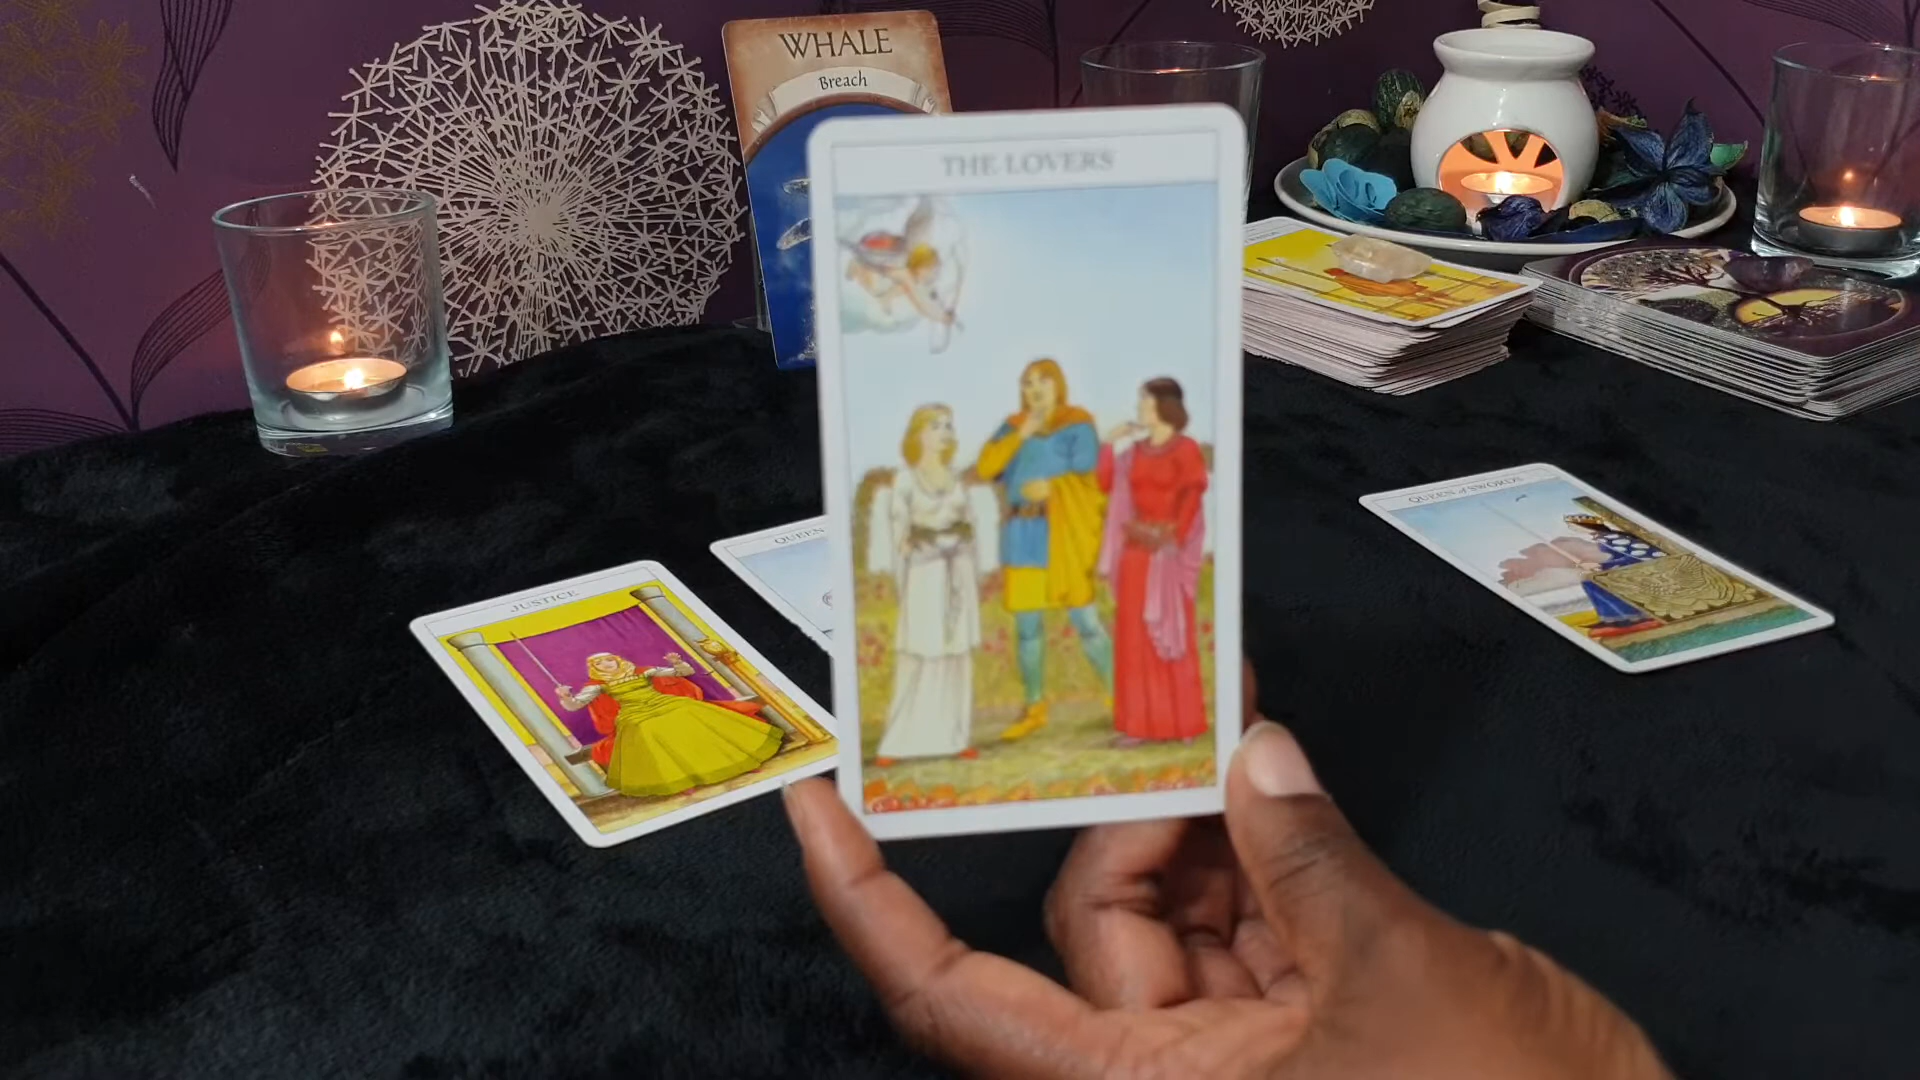 WHALE
Breach
THE LOVERS
QUEEN
JUSTICE
QUEEN of SWORDS